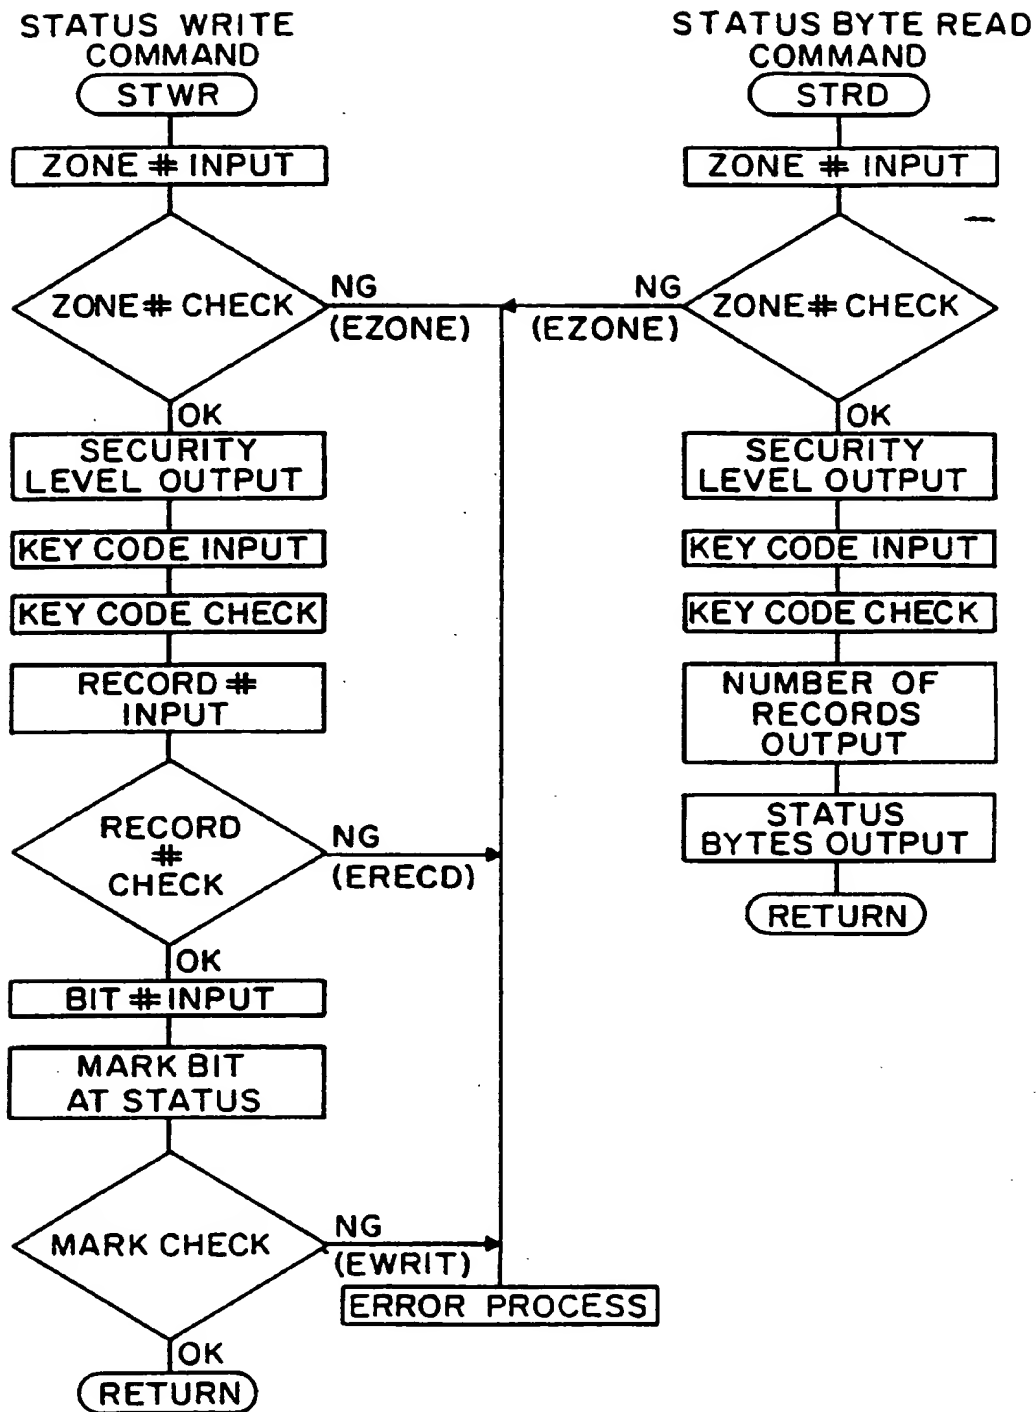 STATUS WRITE
COMMAND
STWR
ZONE # INPUT
ZONE # CHECK
NG
(EZONE)
OK
SECURITY
LEVEL OUTPUT
KEY CODE INPUT
KEY CODE CHECK
RECORD #
INPUT
RECORD
#
CHECK
NG
(ERECD)
OK
BIT # INPUT
MARK BIT
AT STATUS
MARK CHECK
NG
(EWRIT)
OK
RETURN
ERROR PROCESS
STATUS BYTE READ
COMMAND
STRD
ZONE # INPUT
ZONE # CHECK
NG
(EZONE)
OK
SECURITY
LEVEL OUTPUT
KEY CODE INPUT
KEY CODE CHECK
NUMBER OF
RECORDS
OUTPUT
STATUS
BYTES OUTPUT
RETURN